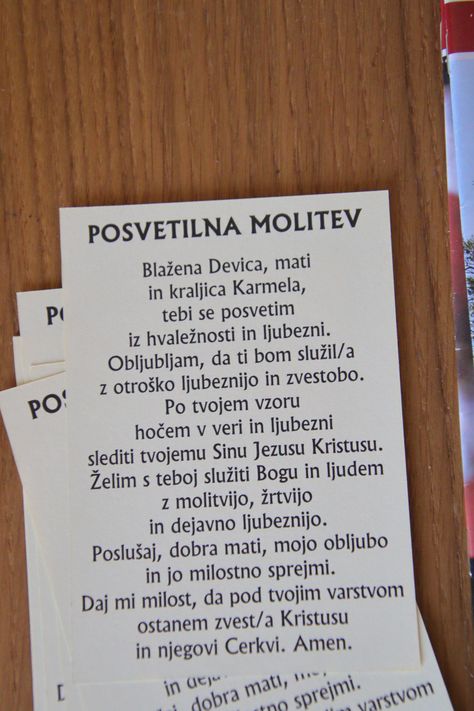 POSVETILNA MOLITEV
Blažena Devica, mati
in kraljica Karmela,
tebi se posvetim
iz hvaležnosti in ljubezni.
Obljubljam, da ti bom služil/a
z otroško ljubeznijo in zvestobo.
Po tvojem vzoru
hočem v veri in ljubezni
slediti tvojemu Sinu Jezusu Kristusu.
Želim s teboj služiti Bogu in ljudem
z molitvijo, žrtvijo
in dejavno ljubeznijo.
Poslušaj, dobra mati, mojo obljubo
in jo milostno sprejmi.
Daj mi milost, da pod tvojim varstvom
ostanem zvest/a Kristusu
in njegovi Cerkvi. Amen.
PO
POS
D
in deja
dobra mati,
sprejmi.
varstvom